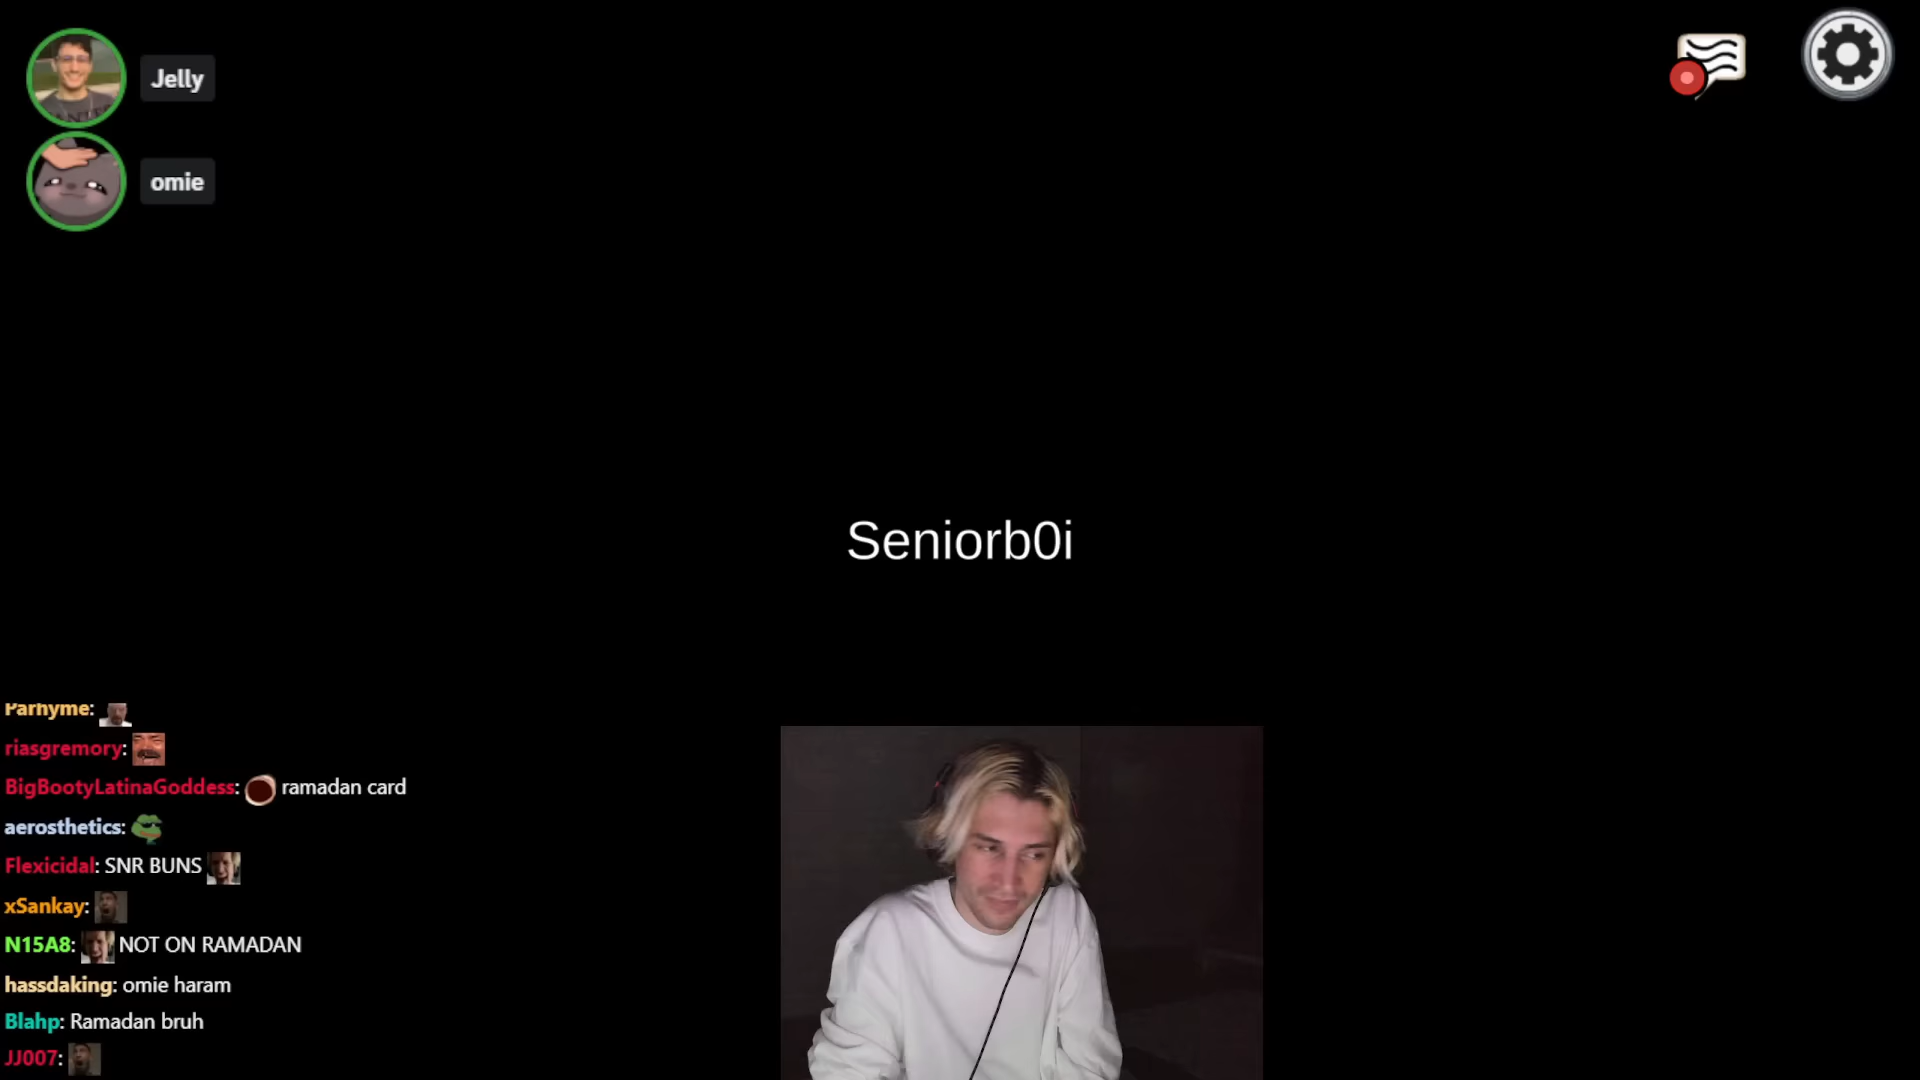 Jelly
omie
Seniorb0i
Parhyme:
riasgremory:
BigBootyLatinaGoddess: ramadan card
aerosthetics:
Flexicidal: SNR BUNS
xSankay:
N15A8: NOT ON RAMADAN
hassdaking: omie haram
Blahp: Ramadan bruh
JJ007: